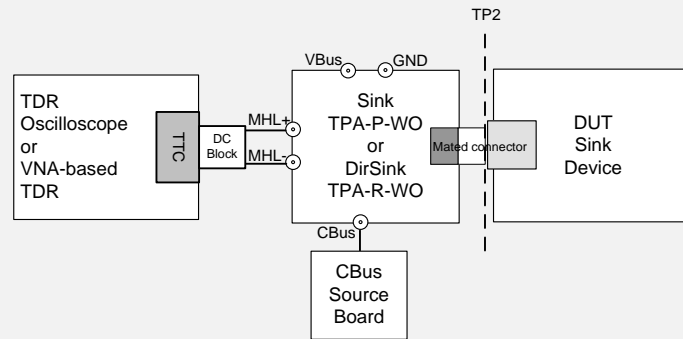 TP2
VBus
GND
TDR
Oscilloscope
or
VNA-based
TDR
TTC
DC
Block
MHL+
MHL-
Sink
TPA-P-WO
or
DirSink
TPA-R-WO
Mated connector
DUT
Sink
Device
CBus
CBus
Source
Board